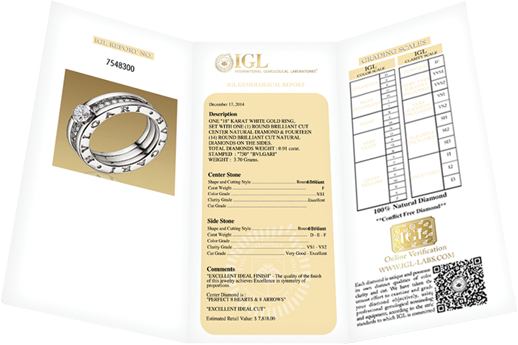 IGL REPORT NO.
7548300
BVLGARI
IGL
INTERNATIONAL GEMOLOGICAL LABORATORIES
IGL GEMOLOGICAL REPORT
December 17, 2014
Description
ONE "18" KARAT WHITE GOLD RING,
SET WITH ONE (1) ROUND BRILLIANT CUT
CENTER NATURAL DIAMOND & FOURTEEN
(14) ROUND BRILLIANT CUT NATURAL
DIAMONDS ON THE SIDES.
TOTAL DIAMONDS WEIGHT : 0.91 carat.
STAMPED : "750" "BVLGARI"
WEIGHT : 3.70 Grams.
Center Stone
Shape and Cutting Style Round Brilliant
Carat Weight F
Color Grade VS1
Clarity Grade Excellent
Cut Grade
Side Stone
Shape and Cutting Style Round Brilliant
Carat Weight D - E - F
Color Grade
Clarity Grade VS1 - VS2
Car Grade Very Good - Excellent
Comments
"EXCELLENT IDEAL FINISH" - The quality of the finish
of this jewelry achieves Excellence in symmetry of
proportions.
Center Diamond is :
"PERFECT 8 HEARTS & 8 ARROWS"
"EXCELLENT IDEAL CUT"
Estimated Retail Value: $ 7,818.00
GRADING SCALES
IGL COLOR SCALE
IGL CLARITY SCALE
IF
VVS1
VVS2
VS1
VS2
SI1
SI2
I1
I2
I3
100% Natural Diamond
**Conflict Free Diamond**
IGL
Online Verification
WWW.IGL-LABS.COM
Each diamond is unique and possesses
its own distinct qualities of color,
clarity and cut. We have taken the
utmost effort to examine and grade
your diamond objectively, using
professional gemological knowledge
and equipment, according to the strict
standards to which IGL is committed